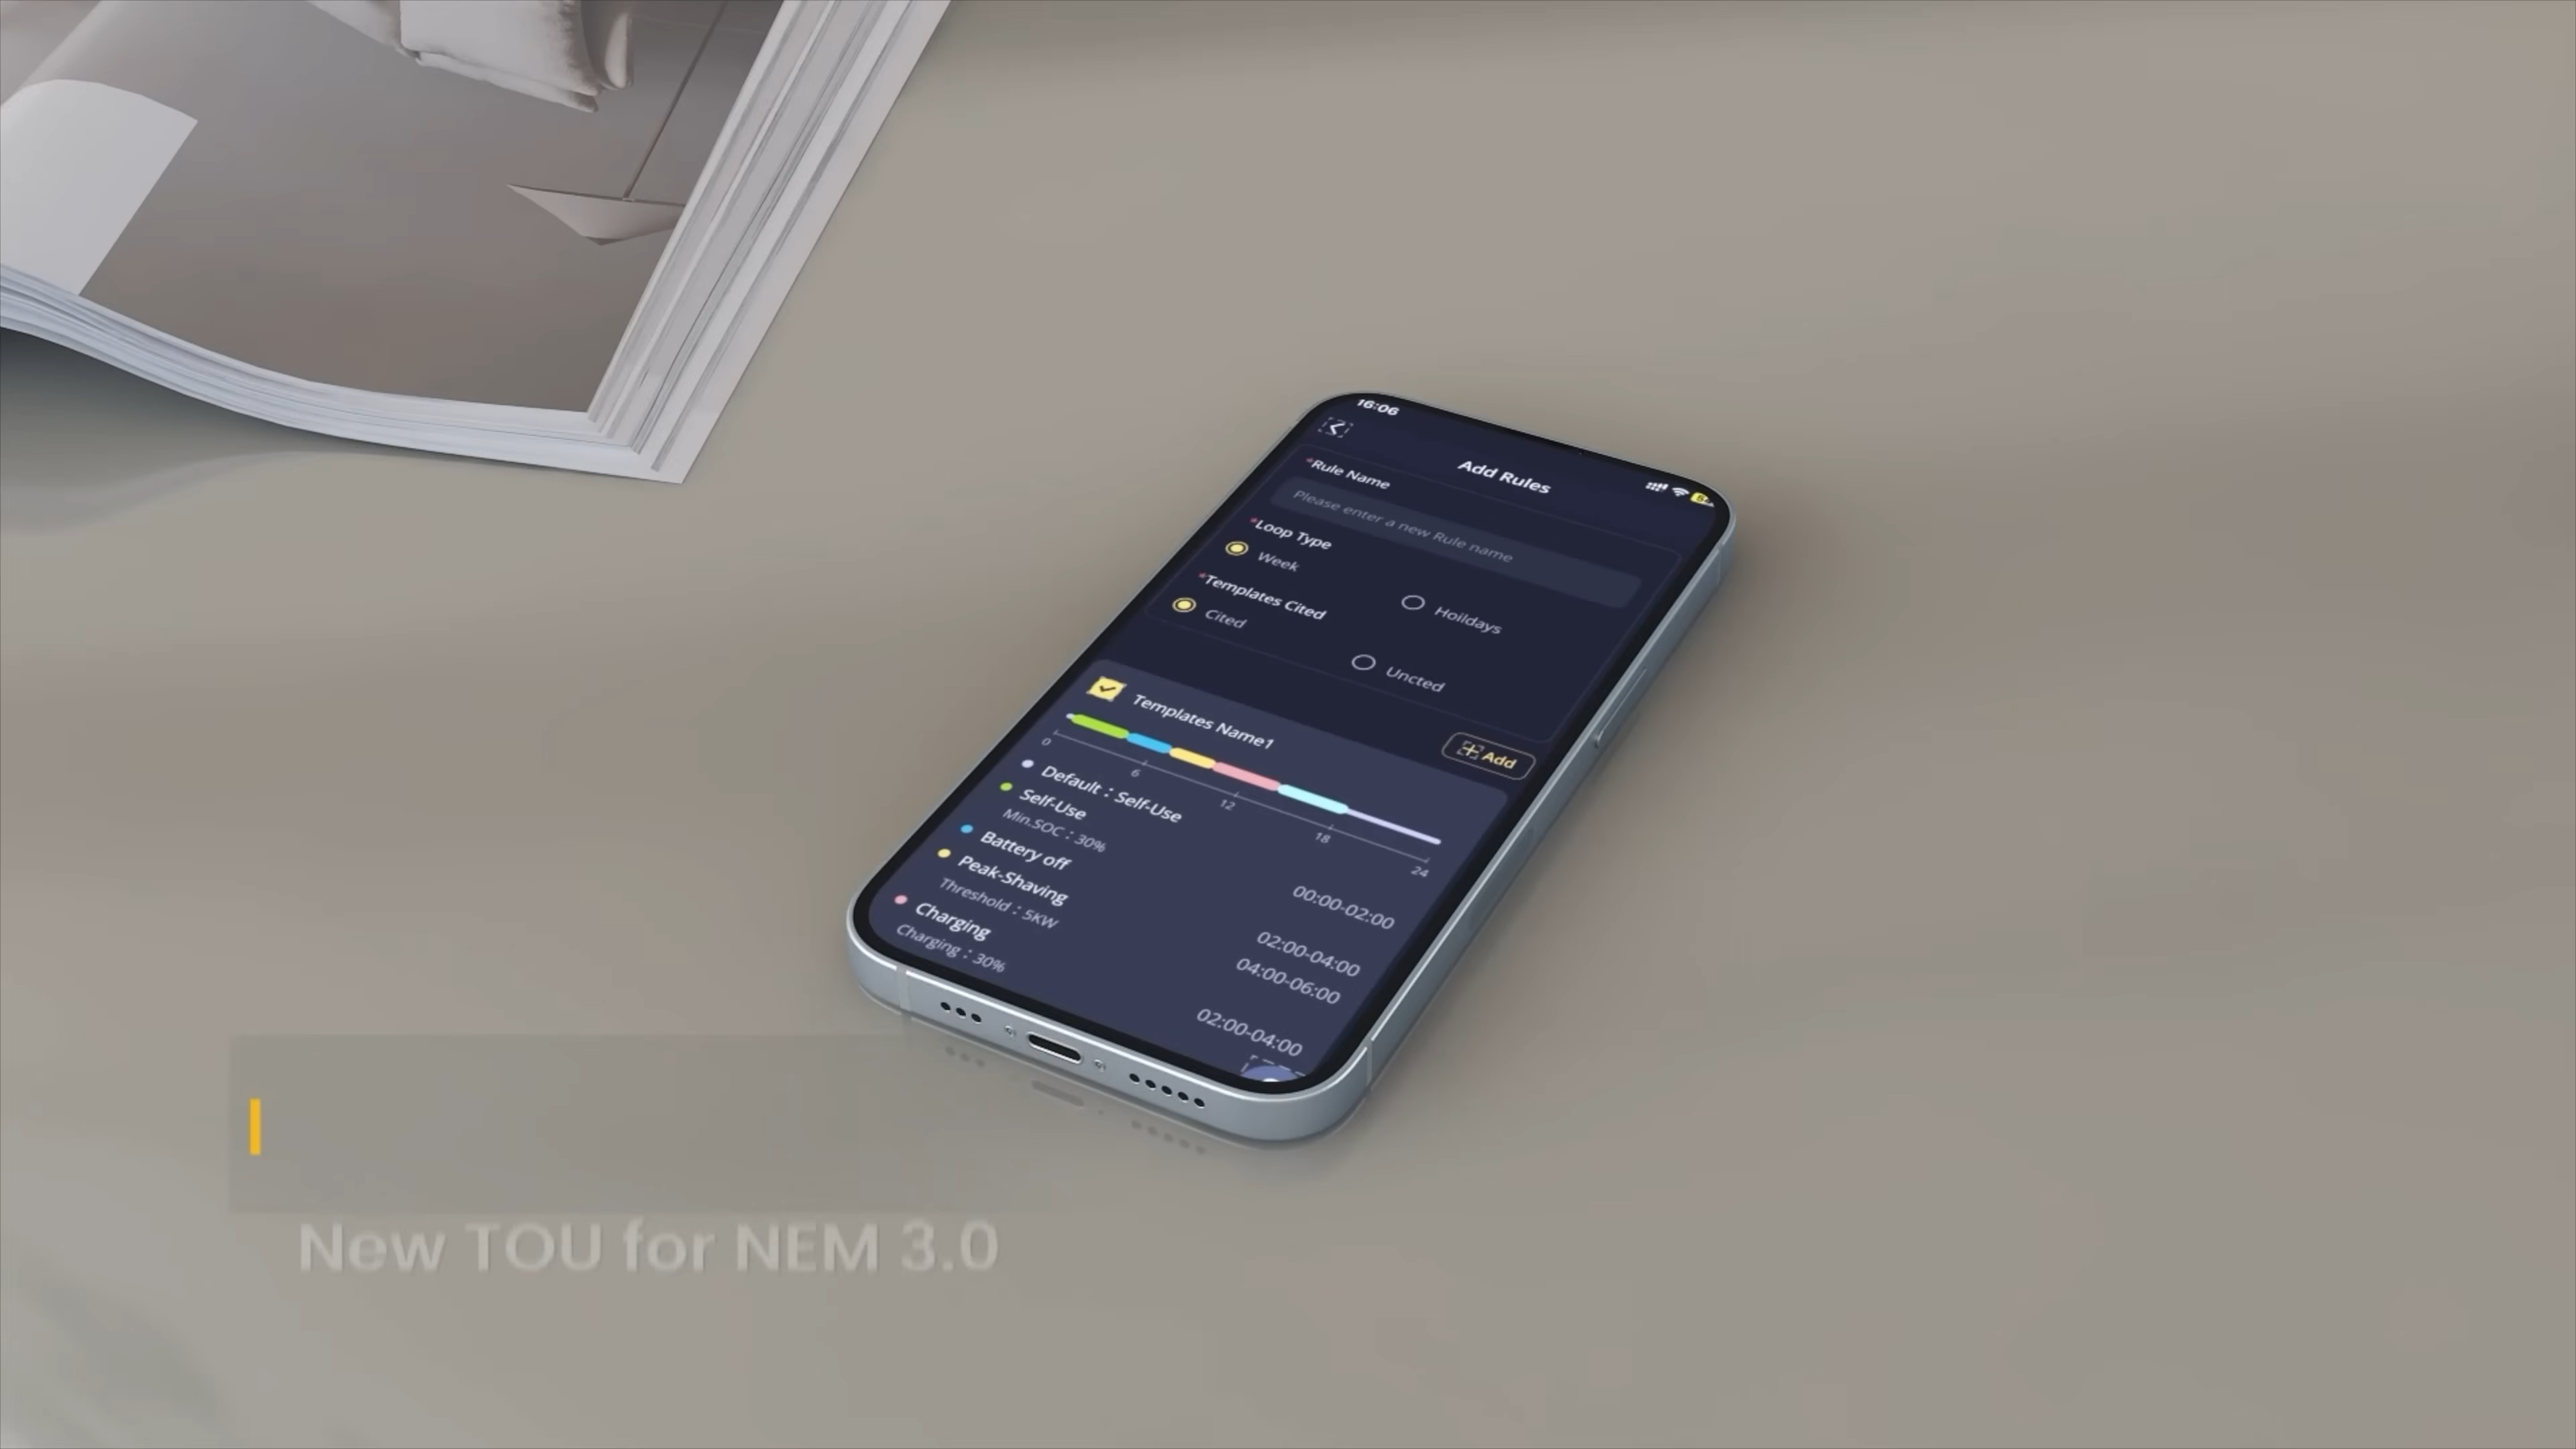 16:06
Add Rules
*Rule Name
Please enter a new Rule name
*Loop Type
Week
Hoildays
*Templates Cited
Cited
Uncted
Add
Templates Name1
0 6 12 18 24
Default : Self-Use
Self-Use 00:00-02:00
Min.SOC : 30%
Battery off 02:00-04:00
Peak-Shaving 04:00-06:00
Threshold : 5KW
Charging 02:00-04:00
Charging : 30%
New TOU for NEM 3.0